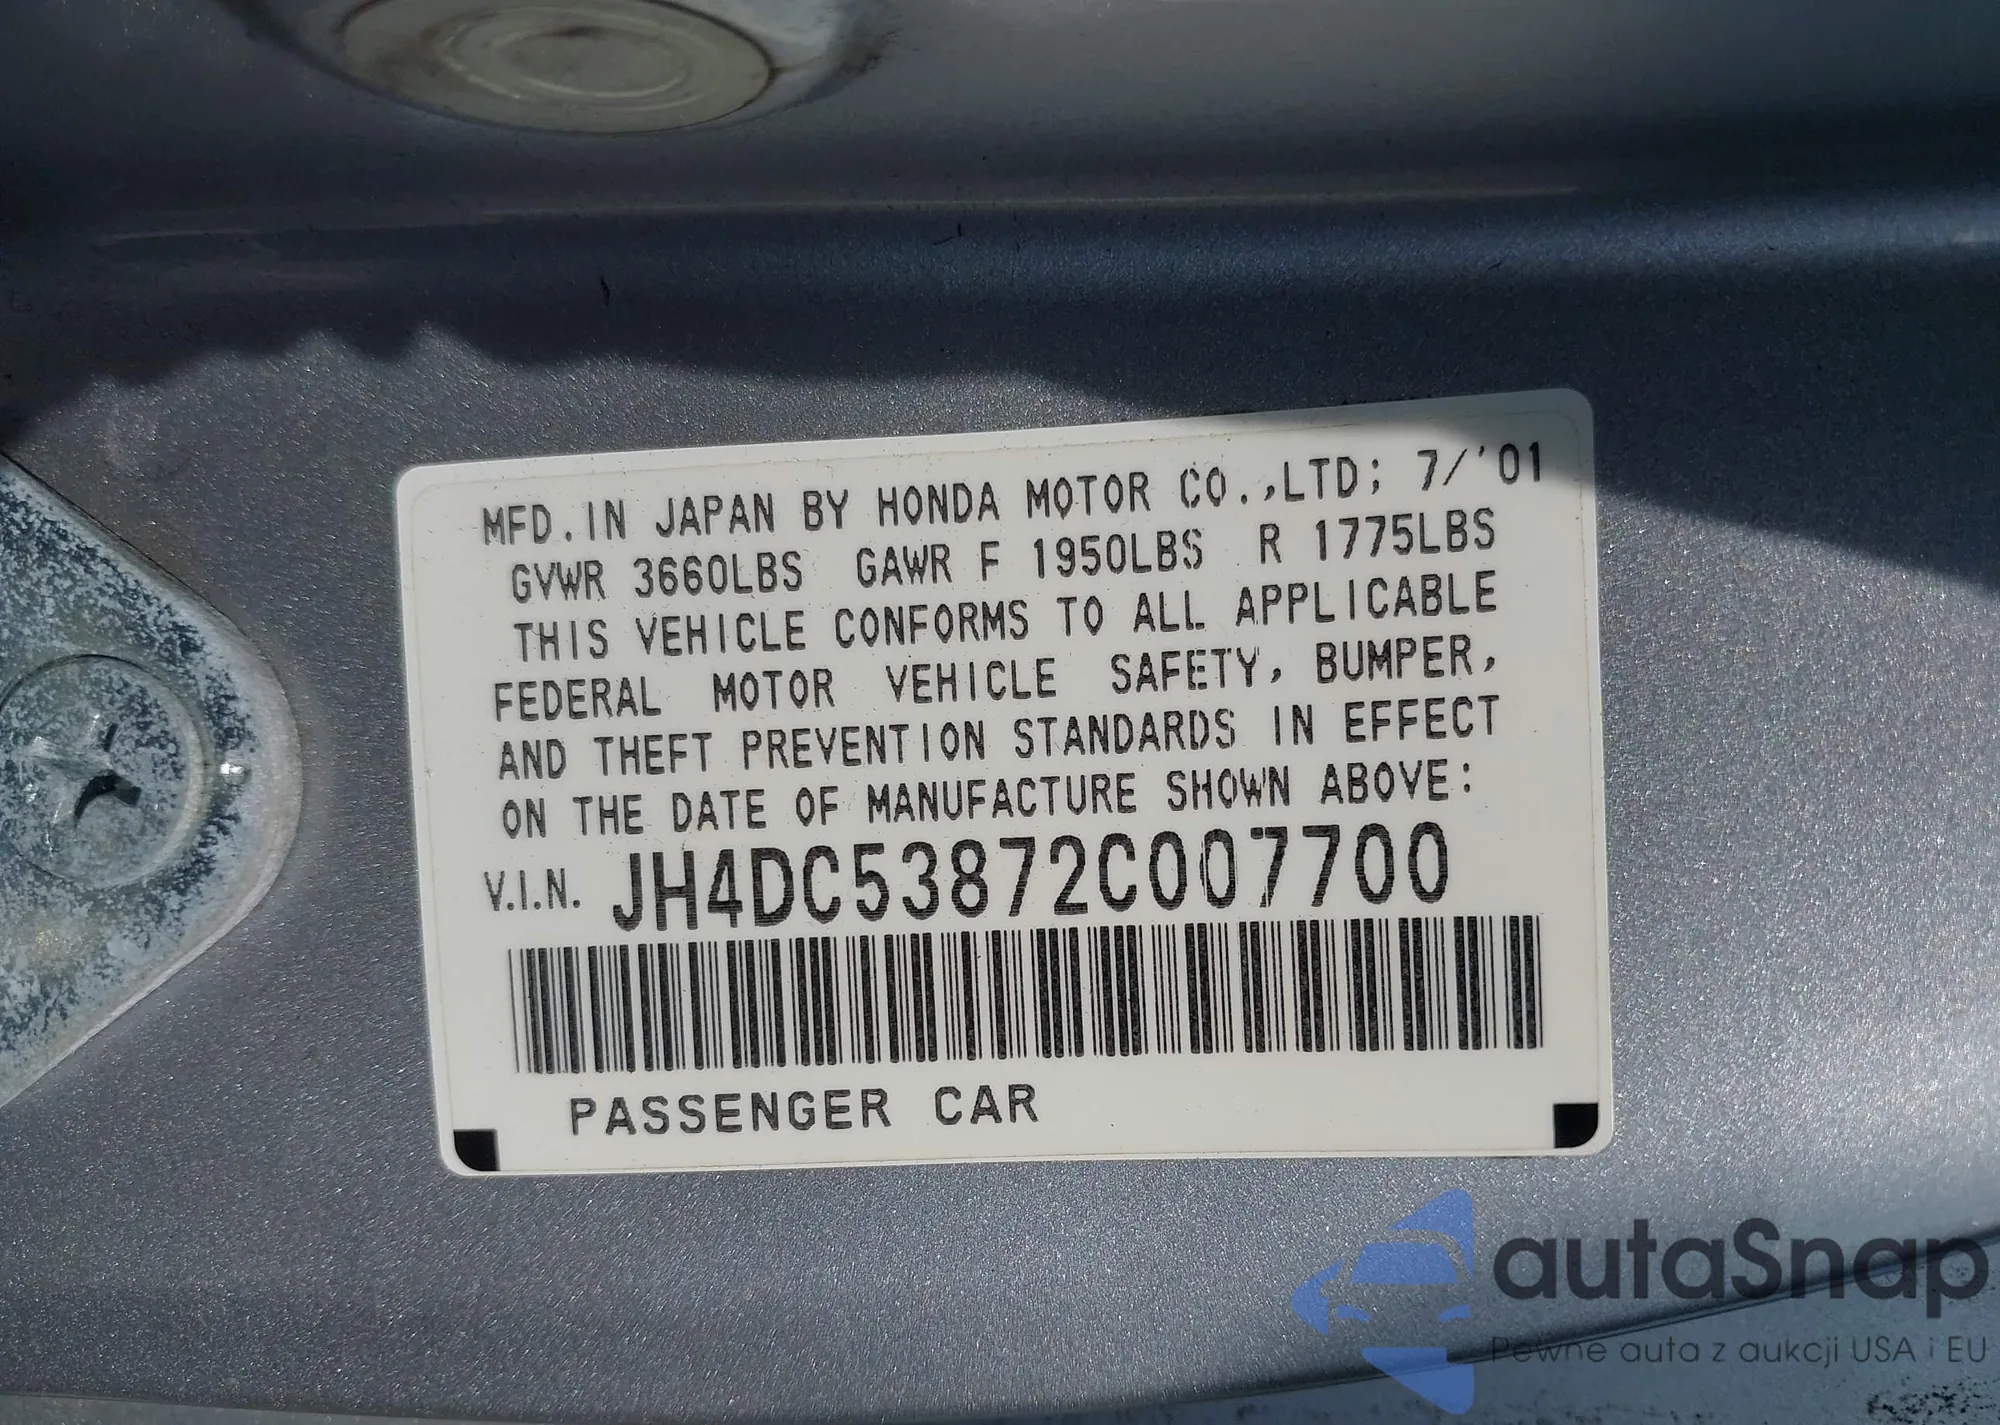 MFD. IN JAPAN BY HONDA MOTOR CO.,LTD; 7/'01
GVWR 3660LBS GAWR F 1950LBS R 1775LBS
THIS VEHICLE CONFORMS TO ALL APPLICABLE
FEDERAL MOTOR VEHICLE SAFETY, BUMPER,
AND THEFT PREVENTION STANDARDS IN EFFECT
ON THE DATE OF MANUFACTURE SHOWN ABOVE:
V.I.N. JH4DC53872C007700
PASSENGER CAR
autaSnap
Pewne auta z aukcji USA i EU